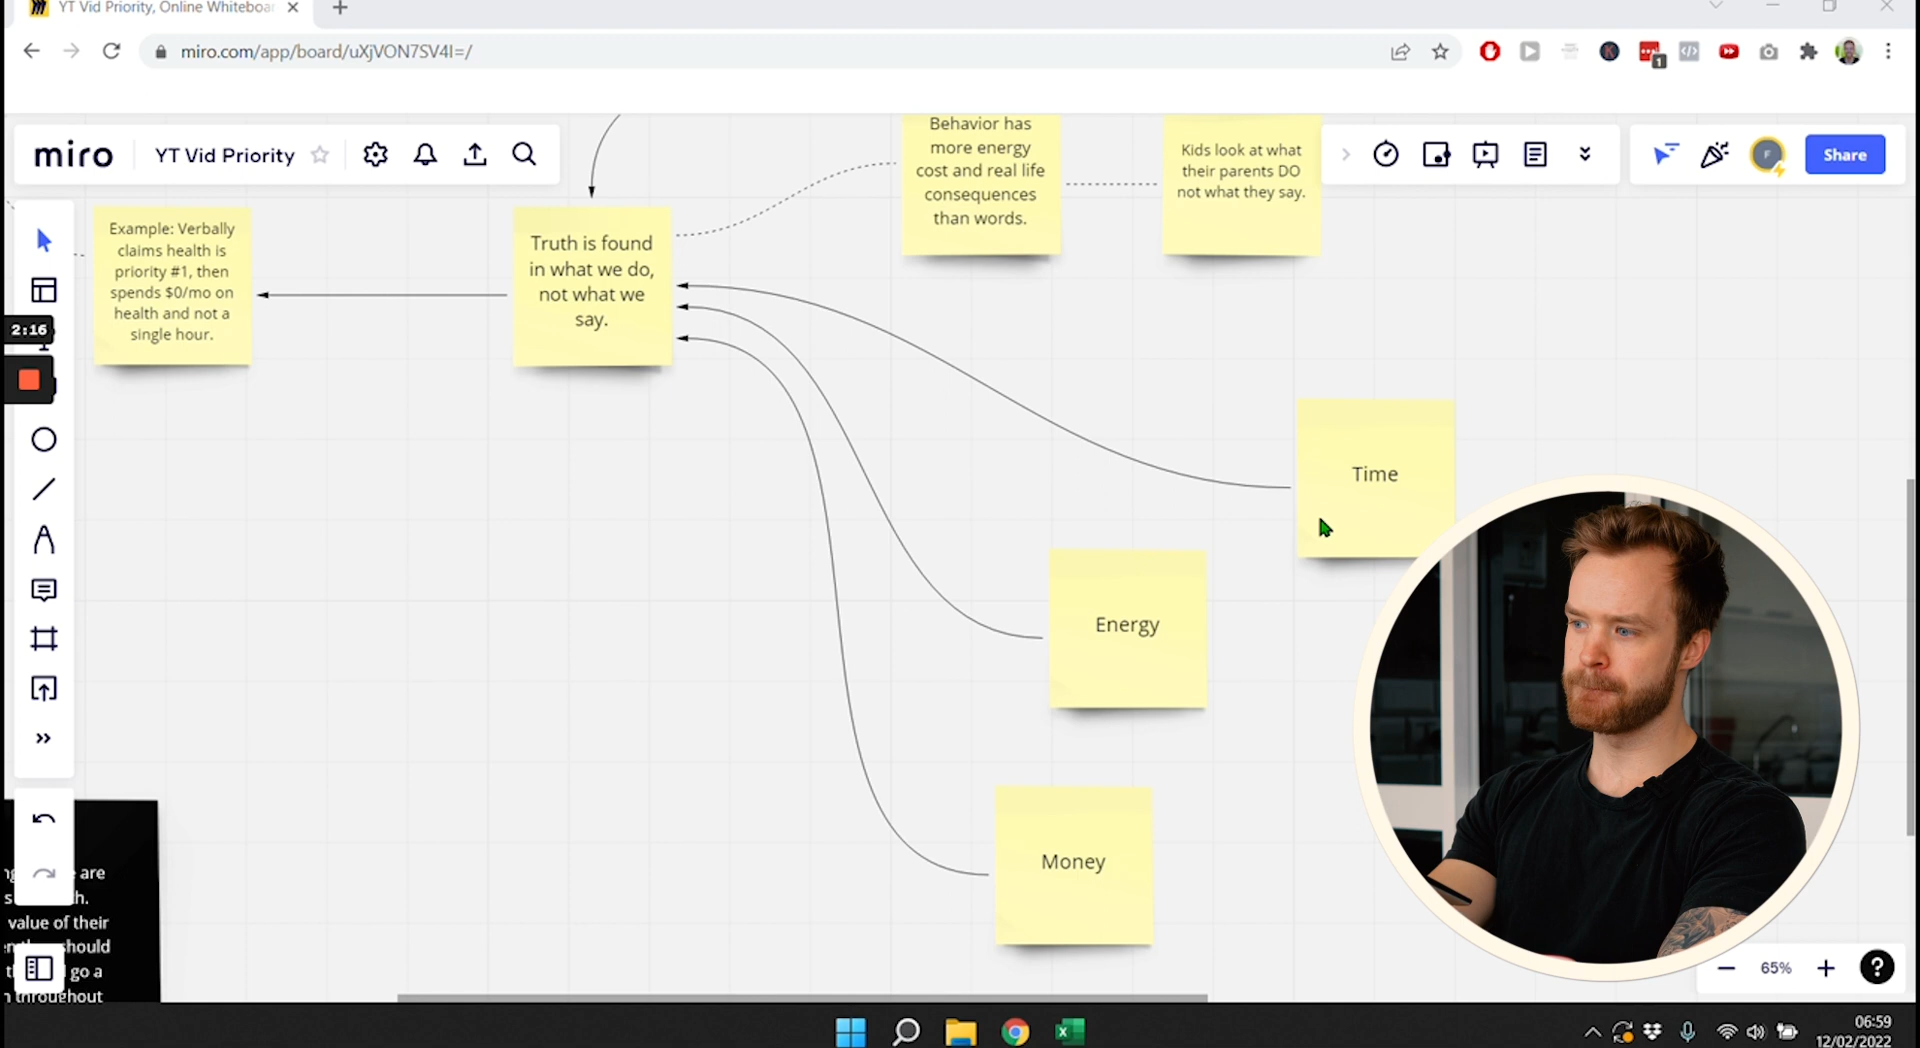 YT Vid Priority, Online Whiteboar
miro.com/app/board/uXjVON7SV4I=/
1
miro
YT Vid Priority
F
Share
Behavior has
more energy
cost and real life
consequences
than words.
Kids look at what
their parents DO
not what they say.
Example: Verbally
claims health is
priority #1, then
spends $0/mo on
health and not a
single hour.
Truth is found
in what we do,
not what we
say.
2:16
Time
Energy
Money
are
h.
value of their
should
go a
throughout
65%
?
06:59
12/02/2022